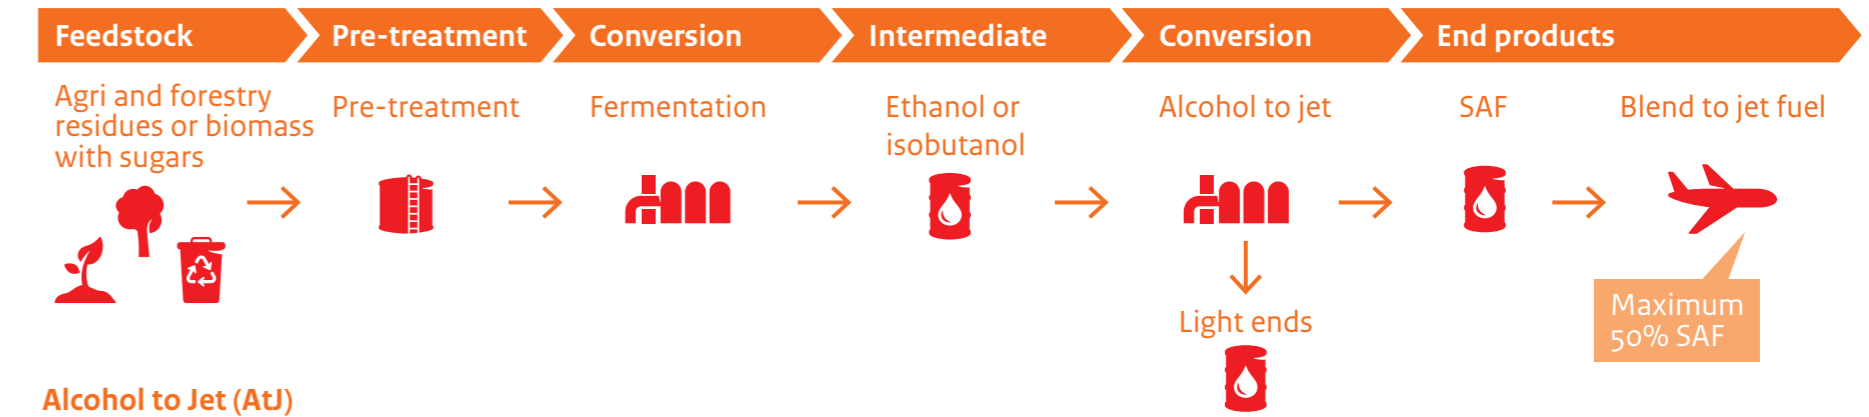 Feedstock
Pre-treatment
Conversion
Intermediate
Conversion
End products
Agri and forestry
residues or biomass
with sugars
Pre-treatment
Fermentation
Ethanol or
isobutanol
Alcohol to jet
SAF
Blend to jet fuel
Light ends
Maximum
50% SAF
Alcohol to Jet (AtJ)